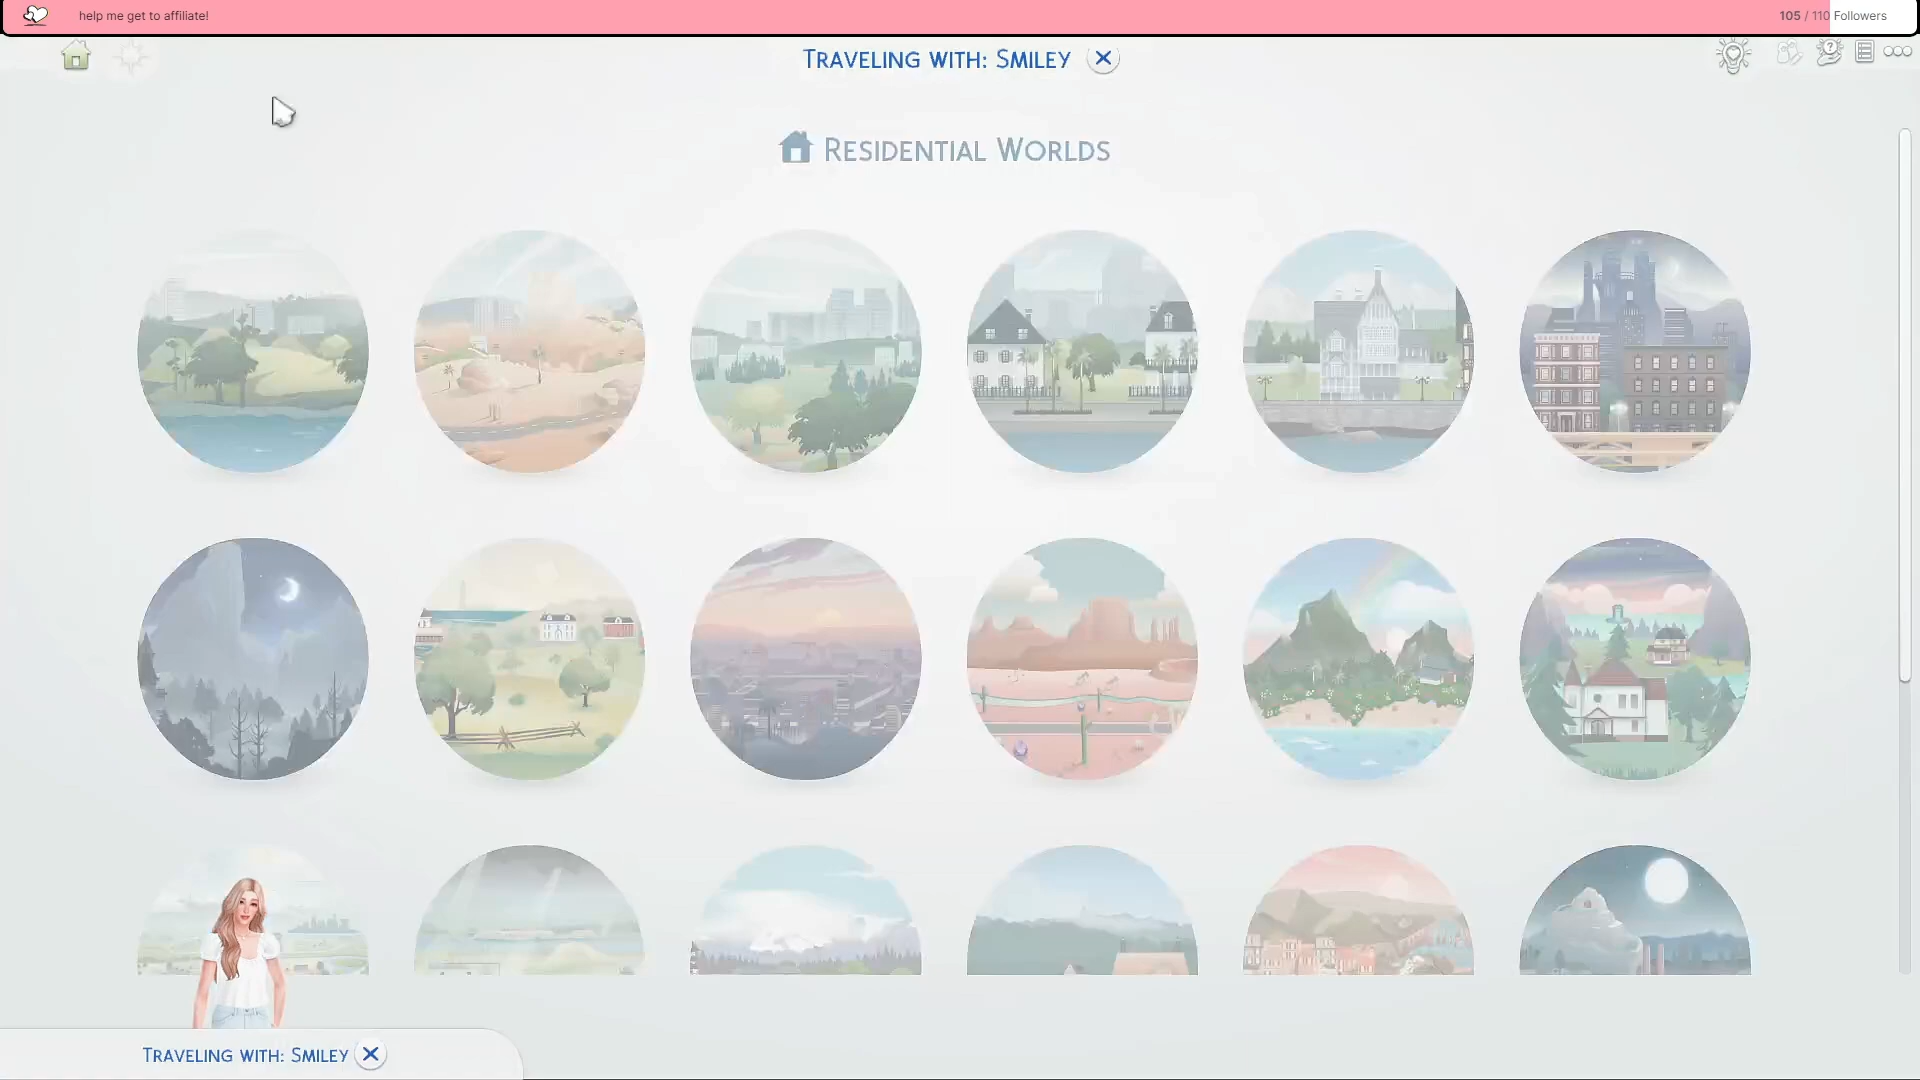 help me get to affiliate!
105 / 110 Followers
Traveling with: Smiley
Residential Worlds
Traveling with: Smiley